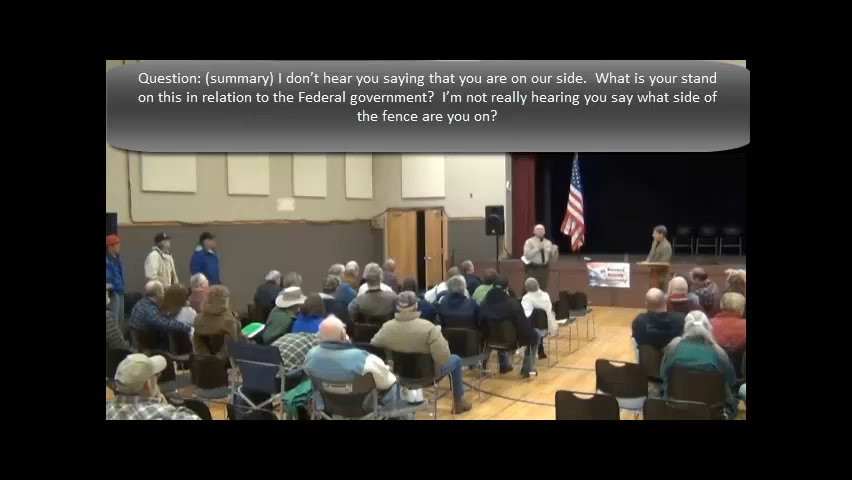 Question: (summary) I don't hear you saying that you are on our side.  What is your stand
on this in relation to the Federal government?  I'm not really hearing you say what side of
the fence are you on?